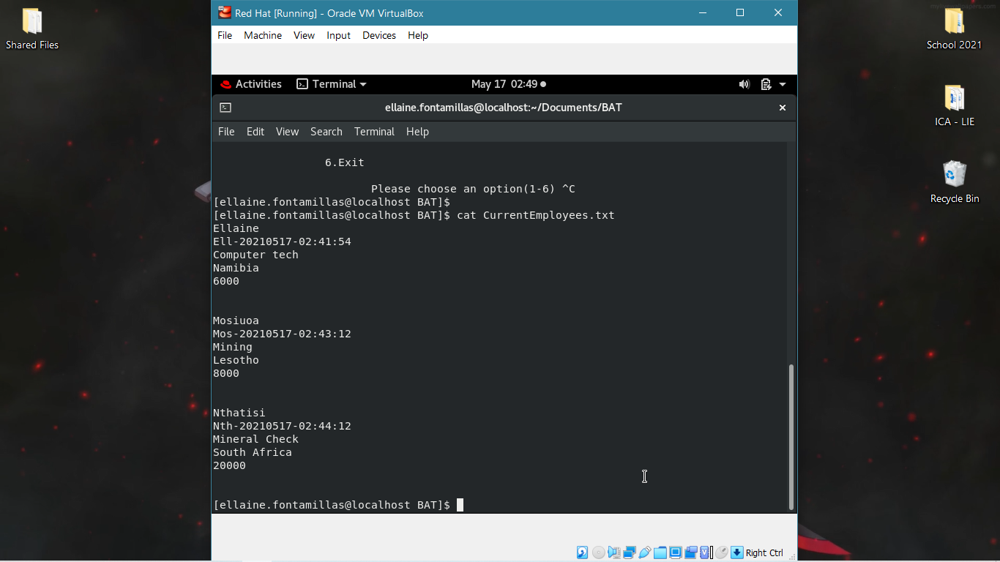 Red Hat [Running] - Oracle VM VirtualBox
File Machine View Input Devices Help
Activities Terminal May 17 02:49
ellaine.fontamillas@localhost:~/Documents/BAT
File Edit View Search Terminal Help
6.Exit
Please choose an option(1-6) ^C
[ellaine.fontamillas@localhost BAT]$
[ellaine.fontamillas@localhost BAT]$ cat CurrentEmployees.txt
Ellaine
Ell-20210517-02:41:54
Computer tech
Namibia
6000
Mosiuoa
Mos-20210517-02:43:12
Mining
Lesotho
8000
Nthatisi
Nth-20210517-02:44:12
Mineral Check
South Africa
20000
[ellaine.fontamillas@localhost BAT]$
Right Ctrl
Shared Files
School 2021
ICA - LIE
Recycle Bin